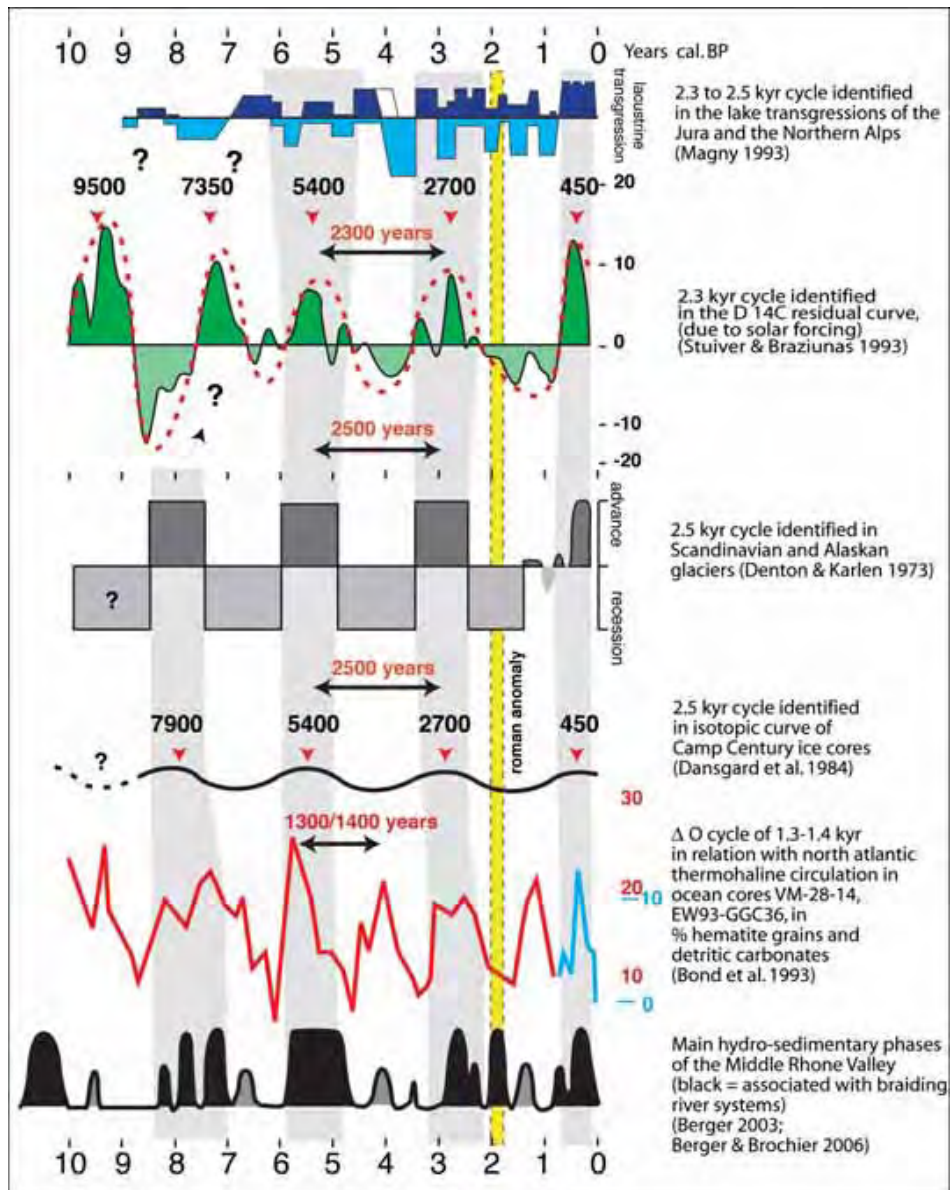 10 9 8 7 6 5 4 3 2 1 0 Years cal. BP
laoustrine
transgression
2.3 to 2.5 kyr cycle identified
in the lake transgressions of the
Jura and the Northern Alps
(Magny 1993)
? ?
20
9500 7350 5400 2700 450
2300 years
10
0
-10
-20
?
2.3 kyr cycle identified
in the D 14C residual curve,
(due to solar forcing)
(Stuiver & Braziunas 1993)
2500 years
advance
recession
?
2.5 kyr cycle identified in
Scandinavian and Alaskan
glaciers (Denton & Karlen 1973)
2500 years
roman anomaly
7900 5400 2700 450
?
2.5 kyr cycle identified
in isotopic curve of
Camp Century ice cores
(Dansgard et al. 1984)
30
1300/1400 years
20
10
10
0
Δ O cycle of 1.3-1.4 kyr
in relation with north atlantic
thermohaline circulation in
ocean cores VM-28-14,
EW93-GGC36, in
% hematite grains and
detritic carbonates
(Bond et al. 1993)
Main hydro-sedimentary phases
of the Middle Rhone Valley
(black = associated with braiding
river systems)
(Berger 2003;
Berger & Brochier 2006)
10 9 8 7 6 5 4 3 2 1 0